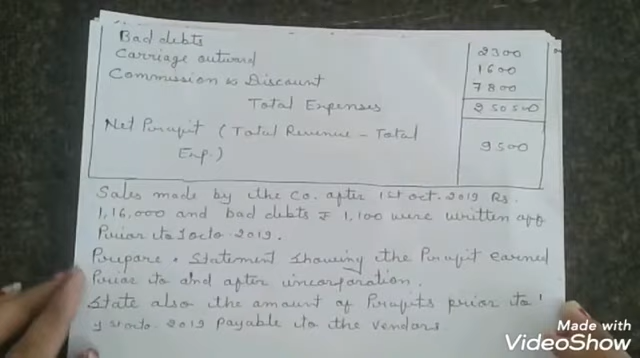 Bad debts 2300
Carriage outward 1600
Commission & Discount 7800
Total Expenses 250500
Net Profit (Total Revenue - Total 9500
Exp.)
Sales made by the Co. after 1st oct. 2019 Rs.
1,16,000 and bad debts ₹ 1,100 were written off
Prior to 1 octo 2019.
Prepare a Statement showing the Profit earned
Prior to and after incorporation.
State also the amount of Profits prior to 1
octo. 2019 payable to the vendors.
Made with
VideoShow